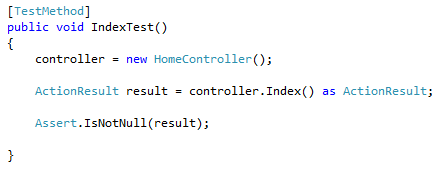 [TestMethod]
public void IndexTest()
{
    controller = new HomeController();
    ActionResult result = controller.Index() as ActionResult;
    Assert.IsNotNull(result);
}